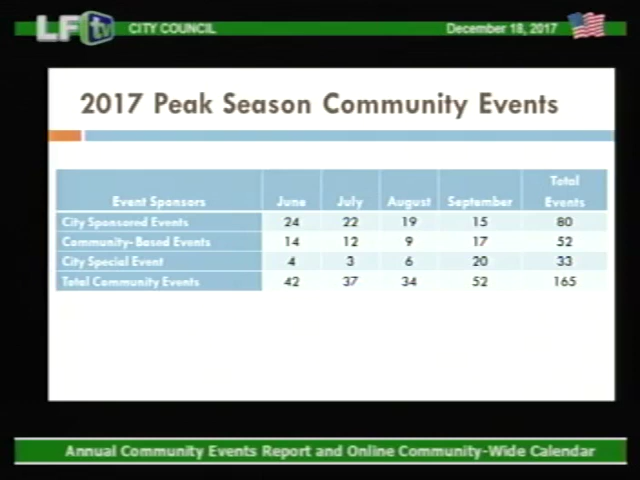 LFtv CITY COUNCIL December 18, 2017
2017 Peak Season Community Events
Event Sponsors June July August September Total Events
City Sponsored Events 24 22 19 15 80
Community-Based Events 14 12 9 17 52
City Special Event 4 3 6 20 33
Total Community Events 42 37 34 52 165
Annual Community Events Report and Online Community-Wide Calendar